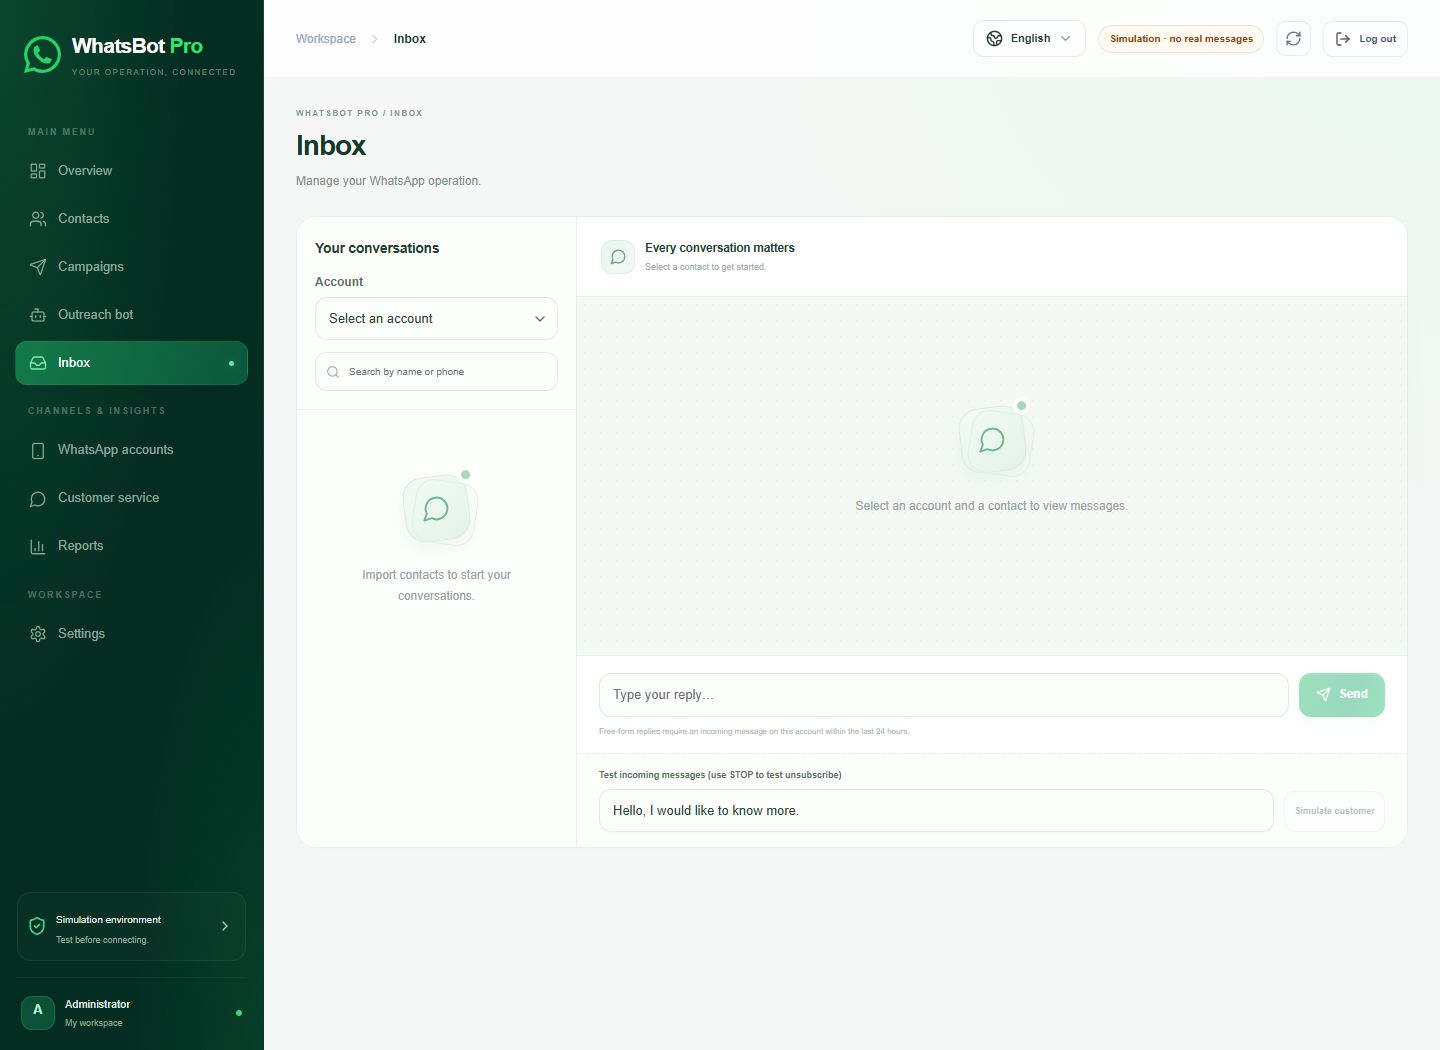 WhatsBot Pro
YOUR OPERATION, CONNECTED
MAIN MENU
Overview
Contacts
Campaigns
Outreach bot
Inbox
CHANNELS & INSIGHTS
WhatsApp accounts
Customer service
Reports
WORKSPACE
Settings
Simulation environment
Test before connecting.
A
Administrator
My workspace
Workspace
Inbox
English
Simulation · no real messages
Log out
WHATSBOT PRO / INBOX
Inbox
Manage your WhatsApp operation.
Your conversations
Account
Select an account
Search by name or phone
Import contacts to start your
conversations.
Every conversation matters
Select a contact to get started.
Select an account and a contact to view messages.
Type your reply...
Send
Free-form replies require an incoming message on this account within the last 24 hours.
Test incoming messages (use STOP to test unsubscribe)
Hello, I would like to know more.
Simulate customer